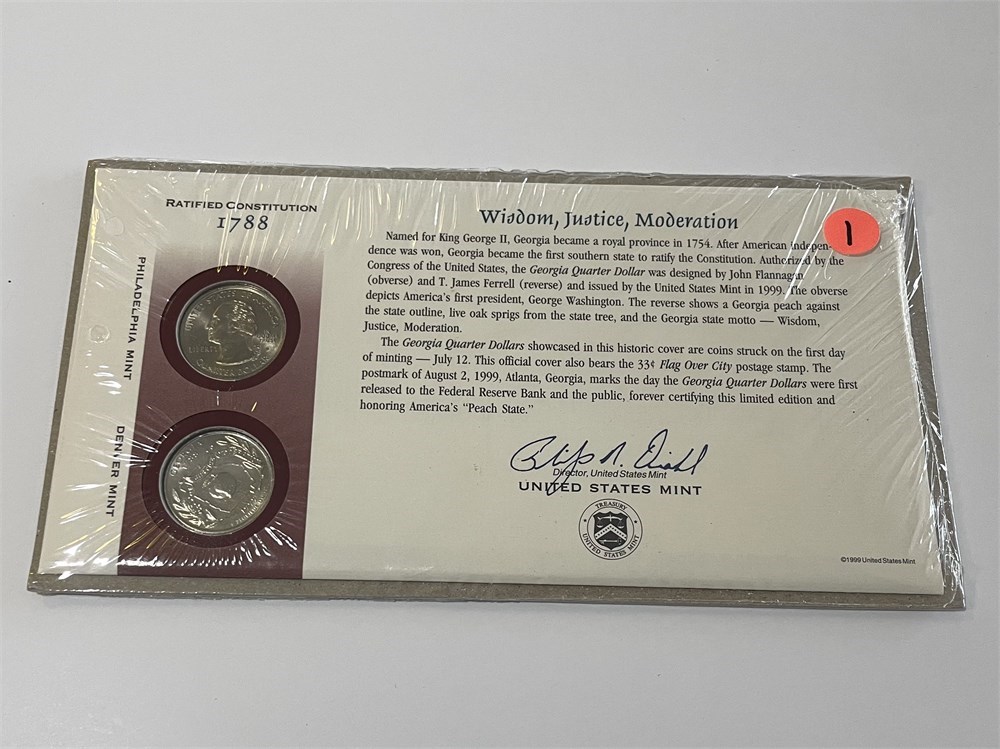 RATIFIED CONSTITUTION
1788
PHILADELPHIA MINT
DENVER MINT
UNITED STATES OF AMERICA
LIBERTY
QUARTER DOLLAR
Wisdom, Justice, Moderation
1
Named for King George II, Georgia became a royal province in 1754. After American Indepen-
dence was won, Georgia became the first southern state to ratify the Constitution. Authorized by the
Congress of the United States, the Georgia Quarter Dollar was designed by John Flannagan
(obverse) and T. James Ferrell (reverse) and issued by the United States Mint in 1999. The obverse
depicts America's first president, George Washington. The reverse shows a Georgia peach against
the state outline, live oak sprigs from the state tree, and the Georgia state motto — Wisdom,
Justice, Moderation.
The Georgia Quarter Dollars showcased in this historic cover are coins struck on the first day
of minting — July 12. This official cover also bears the 33¢ Flag Over City postage stamp. The
postmark of August 2, 1999, Atlanta, Georgia, marks the day the Georgia Quarter Dollars were first
released to the Federal Reserve Bank and the public, forever certifying this limited edition and
honoring America's "Peach State."
Philip N. Diehl
Director, United States Mint
UNITED STATES MINT
TREASURY
UNITED STATES MINT
©1999 United States Mint